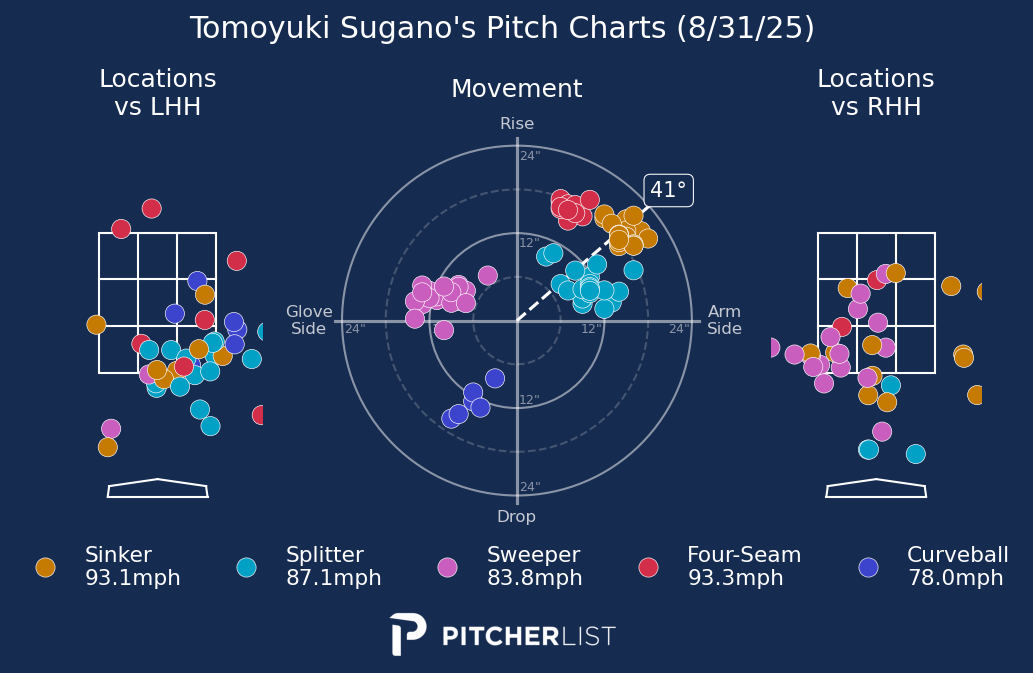 Tomoyuki Sugano's Pitch Charts (8/31/25)
Locations
vs LHH
Movement
Locations
vs RHH
Rise
24"
41°
12"
Glove
Side
24"
12"
24"
Arm
Side
12"
24"
Drop
Sinker
93.1mph
Splitter
87.1mph
Sweeper
83.8mph
Four-Seam
93.3mph
Curveball
78.0mph
PITCHERLIST